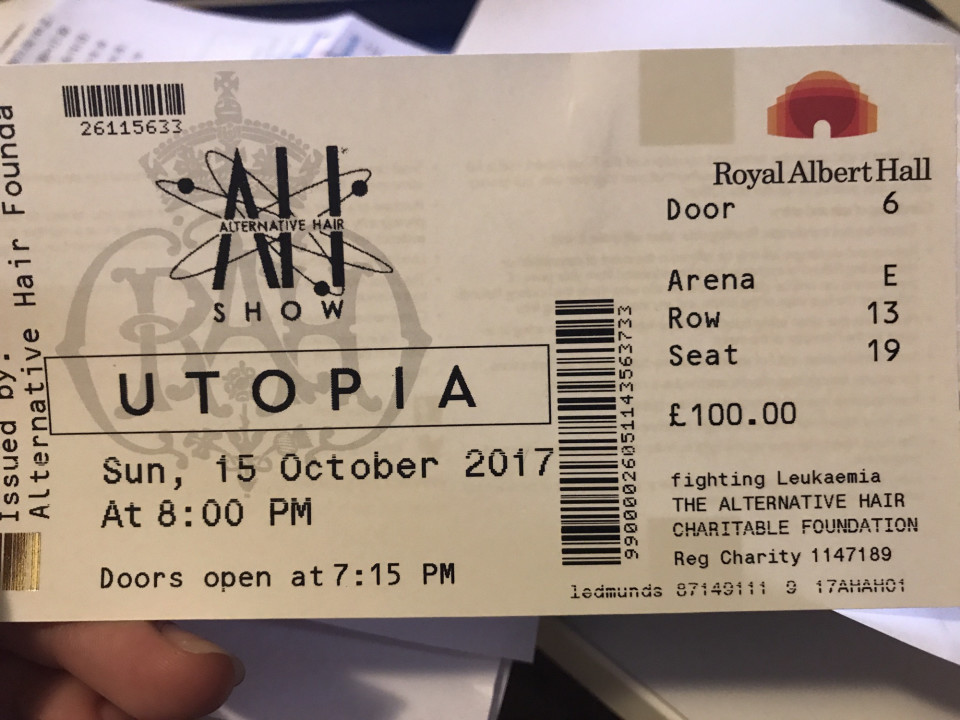 Issued by:
Alternative Hair Founda
26115633
AH
ALTERNATIVE HAIR
SHOW
UTOPIA
Sun, 15 October 2017
At 8:00 PM
Doors open at 7:15 PM
990000026051143563733
Royal Albert Hall
Door 6
Arena E
Row 13
Seat 19
£100.00
fighting Leukaemia
THE ALTERNATIVE HAIR
CHARITABLE FOUNDATION
Reg Charity 1147189
ledmunds 87149111 9 17AHAH01